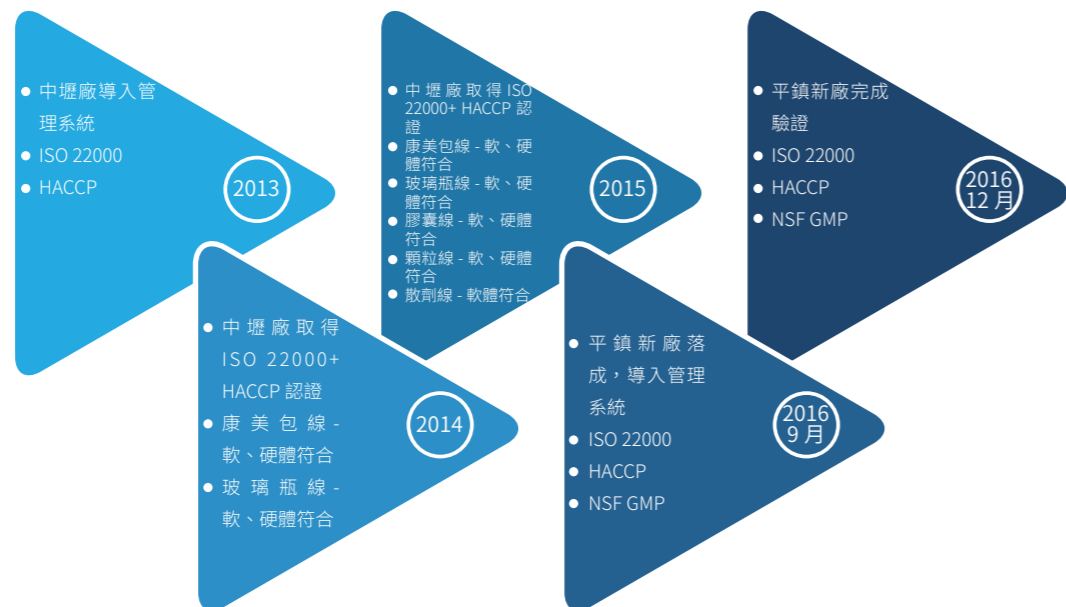 ● 中壢廠導入管
理系統
● ISO 22000
● HACCP
2013
● 中壢廠取得
ISO 22000+
HACCP 認證
● 康美包線-
軟、硬體符合
● 玻璃瓶線-
軟、硬體符合
2014
● 中壢廠取得 ISO
22000+ HACCP 認
證
● 康美包線 - 軟、硬
體符合
● 玻璃瓶線 - 軟、硬
體符合
● 膠囊線 - 軟、硬體
符合
● 顆粒線 - 軟、硬體
符合
● 散劑線 - 軟體符合
2015
● 平鎮新廠落
成，導入管理
系統
● ISO 22000
● HACCP
● NSF GMP
2016
9 月
● 平鎮新廠完成
驗證
● ISO 22000
● HACCP
● NSF GMP
2016
12 月